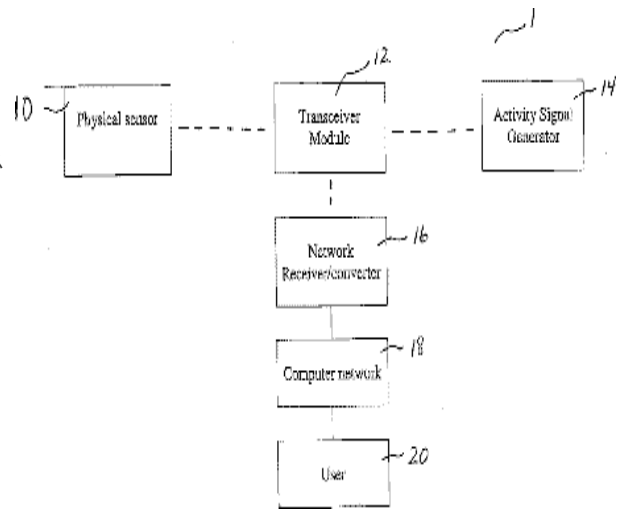 1
12
10
Physical sensor
Transceiver
Module
14
Activity Signal
Generator
16
Network
Receiver/converter
18
Computer network
20
User